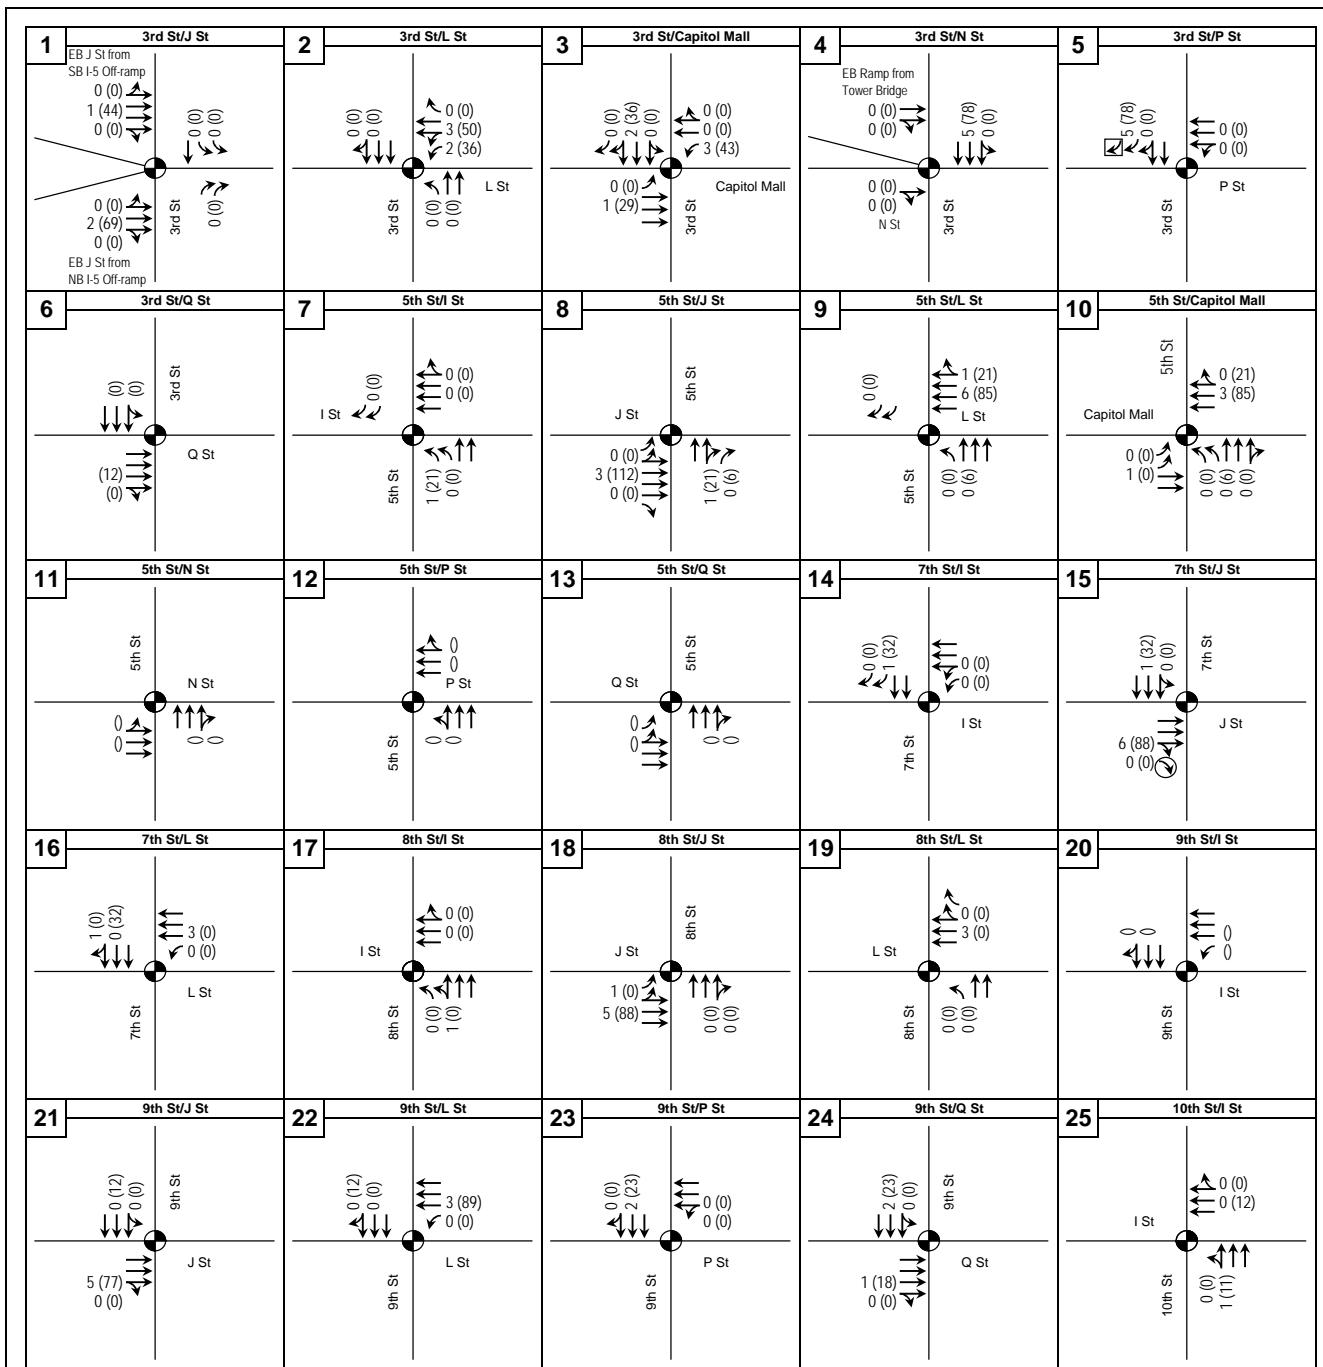 1
3rd St/J St
EB J St from
SB I-5 Off-ramp
0 (0)
1 (44)
0 (0)
0 (0)
0 (0)
0 (0)
2 (69)
0 (0)
3rd St
0 (0)
EB J St from
NB I-5 Off-ramp
2
3rd St/L St
0 (0)
0 (0)
0 (0)
3 (50)
2 (36)
L St
3rd St
0 (0)
0 (0)
3
3rd St/Capitol Mall
0 (0)
2 (36)
0 (0)
0 (0)
0 (0)
3 (43)
0 (0)
1 (29)
Capitol Mall
3rd St
4
3rd St/N St
EB Ramp from
Tower Bridge
0 (0)
0 (0)
5 (78)
0 (0)
0 (0)
0 (0)
N St
3rd St
5
3rd St/P St
5 (78)
0 (0)
0 (0)
0 (0)
P St
3rd St
6
3rd St/Q St
(0)
(0)
3rd St
Q St
(12)
(0)
7
5th St/I St
0 (0)
0 (0)
0 (0)
I St
5th St
1 (21)
0 (0)
8
5th St/J St
5th St
J St
0 (0)
3 (112)
0 (0)
1 (21)
0 (6)
9
5th St/L St
0 (0)
1 (21)
6 (85)
L St
5th St
0 (0)
0 (6)
10
5th St/Capitol Mall
5th St
0 (21)
3 (85)
Capitol Mall
0 (0)
1 (0)
0 (0)
0 (6)
0 (0)
11
5th St/N St
5th St
N St
()
()
()
()
12
5th St/P St
()
()
P St
5th St
()
()
13
5th St/Q St
5th St
Q St
()
()
()
()
14
7th St/I St
0 (0)
1 (32)
0 (0)
0 (0)
I St
7th St
15
7th St/J St
1 (32)
0 (0)
7th St
J St
6 (88)
0 (0)
16
7th St/L St
1 (0)
0 (32)
3 (0)
0 (0)
L St
7th St
17
8th St/I St
0 (0)
0 (0)
I St
8th St
0 (0)
1 (0)
18
8th St/J St
8th St
J St
1 (0)
5 (88)
0 (0)
0 (0)
19
8th St/L St
0 (0)
3 (0)
L St
8th St
0 (0)
0 (0)
20
9th St/I St
()
()
()
()
I St
9th St
21
9th St/J St
0 (12)
0 (0)
9th St
J St
5 (77)
0 (0)
22
9th St/L St
0 (12)
0 (0)
3 (89)
0 (0)
L St
9th St
23
9th St/P St
0 (0)
2 (23)
0 (0)
0 (0)
P St
9th St
24
9th St/Q St
2 (23)
0 (0)
9th St
Q St
1 (18)
0 (0)
25
10th St/I St
0 (0)
0 (12)
I St
10th St
0 (0)
1 (11)